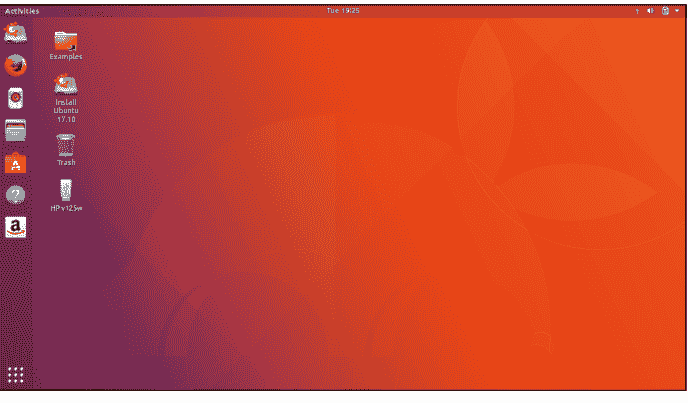 Activities
Tue 19:25
Examples
Install
Ubuntu
17.10
Trash
HP v125w